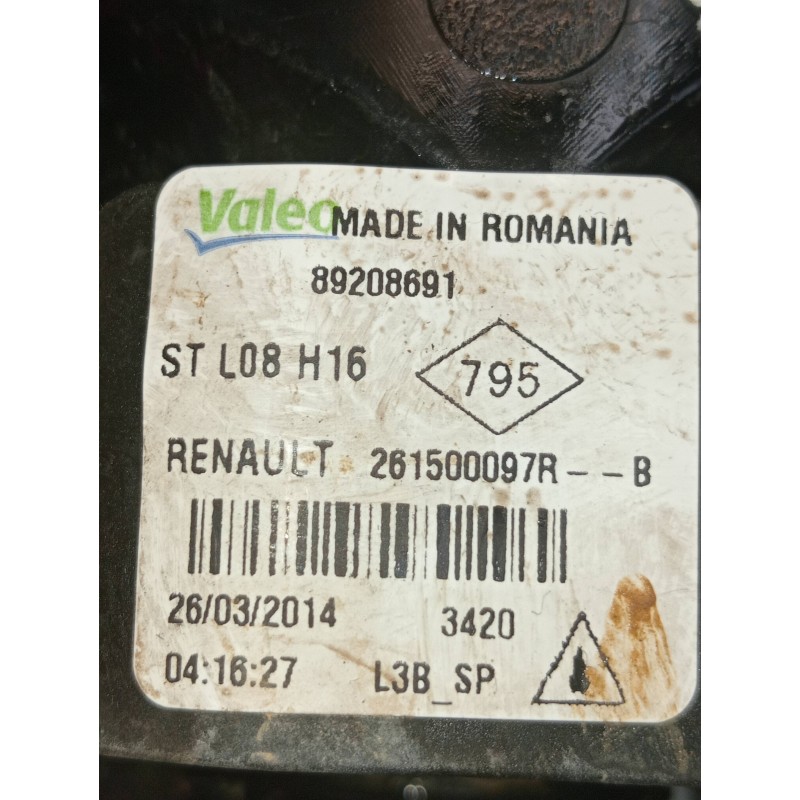 Valeo MADE IN ROMANIA
89208691
ST L08 H16 795
RENAULT 261500097R--B
26/03/2014 3420
04:16:27 L3B_SP